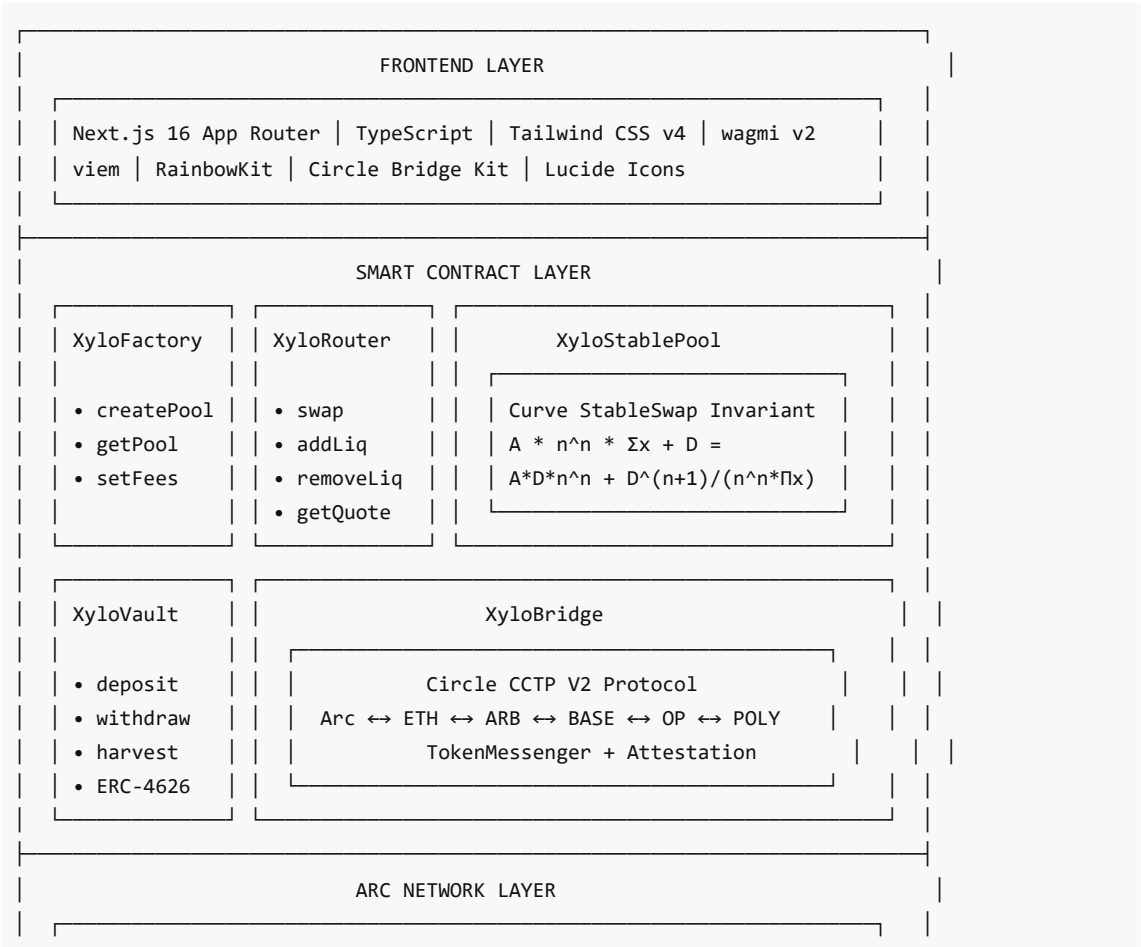 FRONTEND LAYER
Next.js 16 App Router │ TypeScript │ Tailwind CSS v4 │ wagmi v2
viem │ RainbowKit │ Circle Bridge Kit │ Lucide Icons
SMART CONTRACT LAYER
XyloFactory XyloRouter XyloStablePool
• createPool • swap Curve StableSwap Invariant
• getPool • addLiq A * n^n * Σx + D =
• setFees • removeLiq A*D*n^n + D^(n+1)/(n^n*Πx)
• getQuote
XyloVault XyloBridge
• deposit Circle CCTP V2 Protocol
• withdraw Arc ↔ ETH ↔ ARB ↔ BASE ↔ OP ↔ POLY
• harvest TokenMessenger + Attestation
• ERC-4626
ARC NETWORK LAYER